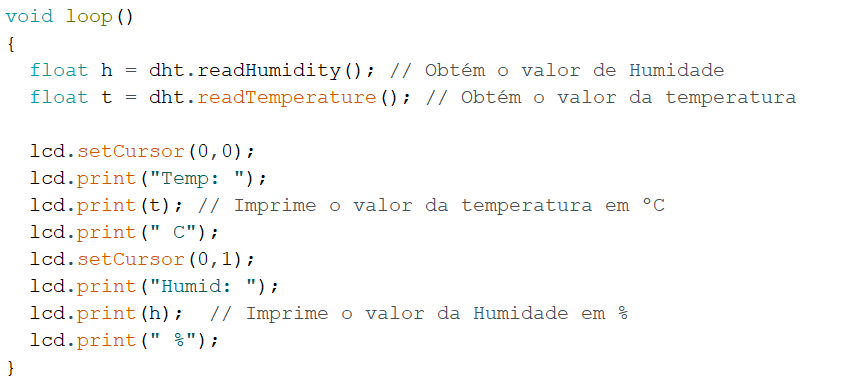 void loop()
{
  float h = dht.readHumidity(); // Obtém o valor de Humidade
  float t = dht.readTemperature(); // Obtém o valor da temperatura

  lcd.setCursor(0,0);
  lcd.print("Temp: ");
  lcd.print(t); // Imprime o valor da temperatura em ºC
  lcd.print(" C");
  lcd.setCursor(0,1);
  lcd.print("Humid: ");
  lcd.print(h);  // Imprime o valor da Humidade em %
  lcd.print(" %");
}